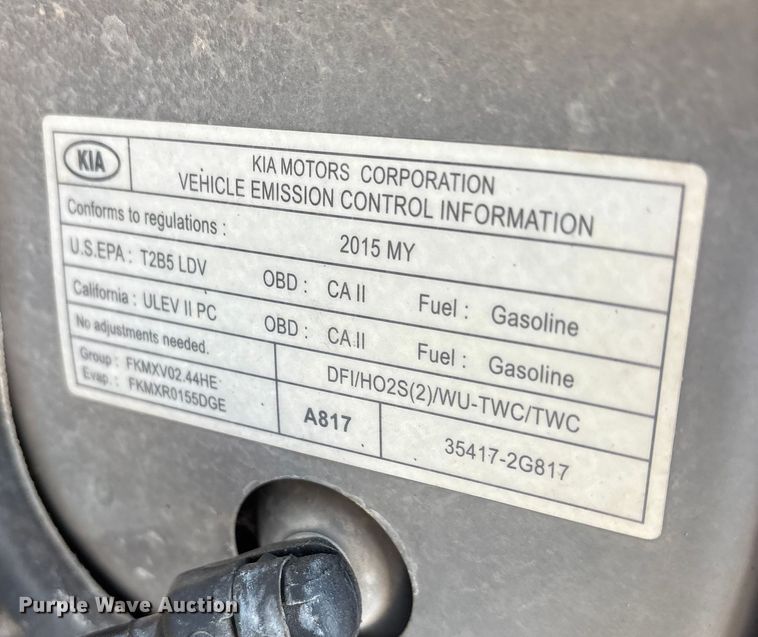 KIA
KIA MOTORS CORPORATION
VEHICLE EMISSION CONTROL INFORMATION
Conforms to regulations : 2015 MY
U.S.EPA : T2B5 LDV OBD : CA II Fuel : Gasoline
California : ULEV II PC OBD : CA II Fuel : Gasoline
No adjustments needed.
Group : FKMXV02.44HE
Evap. : FKMXR0155DGE
DFI/HO2S(2)/WU-TWC/TWC
A817
35417-2G817
Purple Wave Auction